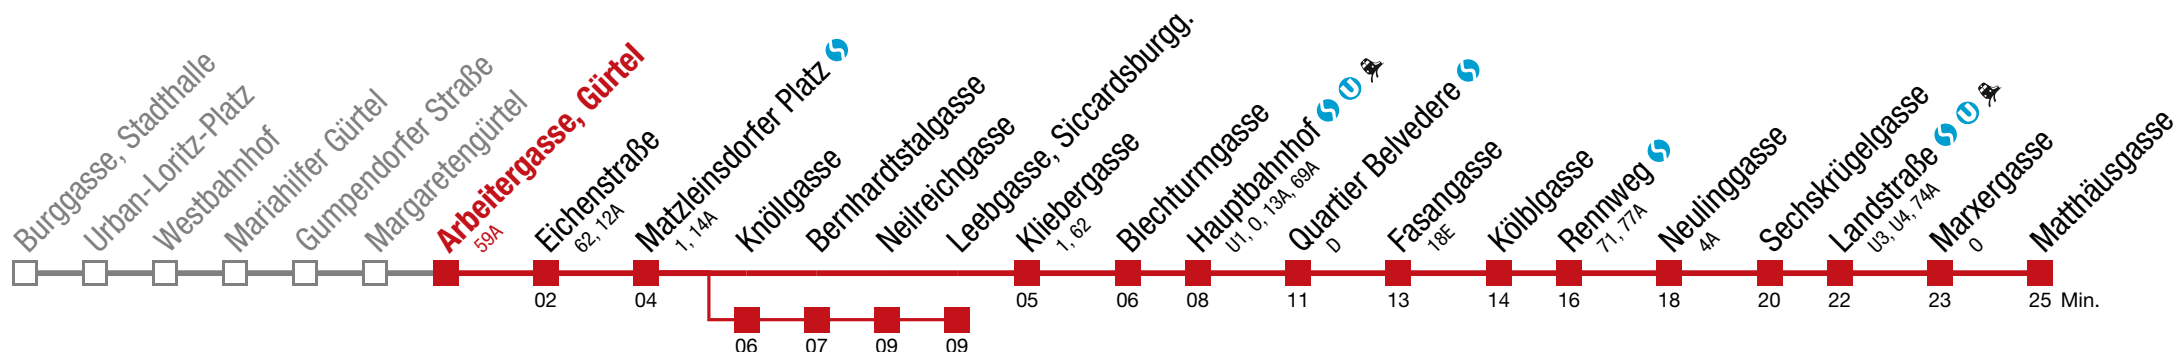 Burggasse, Stadthalle
Urban-Loritz-Platz
Westbahnhof
Mariahilfer Gürtel
Gumpendorfer Straße
Margaretengürtel
Arbeitergasse, Gürtel
59A
Eichenstraße
62, 12A
Matzleinsdorfer Platz
1, 14A
Knöllgasse
Bernhardtstalgasse
Neilreichgasse
Leebgasse, Siccardsburgg.
Kliebergasse
1, 62
Blechturmgasse
Hauptbahnhof U
U1, O, 13A, 69A
Quartier Belvedere
D
Fasangasse
18E
Kölblgasse
Rennweg
71, 77A
Neulinggasse
4A
Sechskrügelgasse
Landstraße U
U3, U4, 74A
Marxergasse
O
Matthäusgasse
02 04 05 06 08 11 13 14 16 18 20 22 23 25 Min.
06 07 09 09